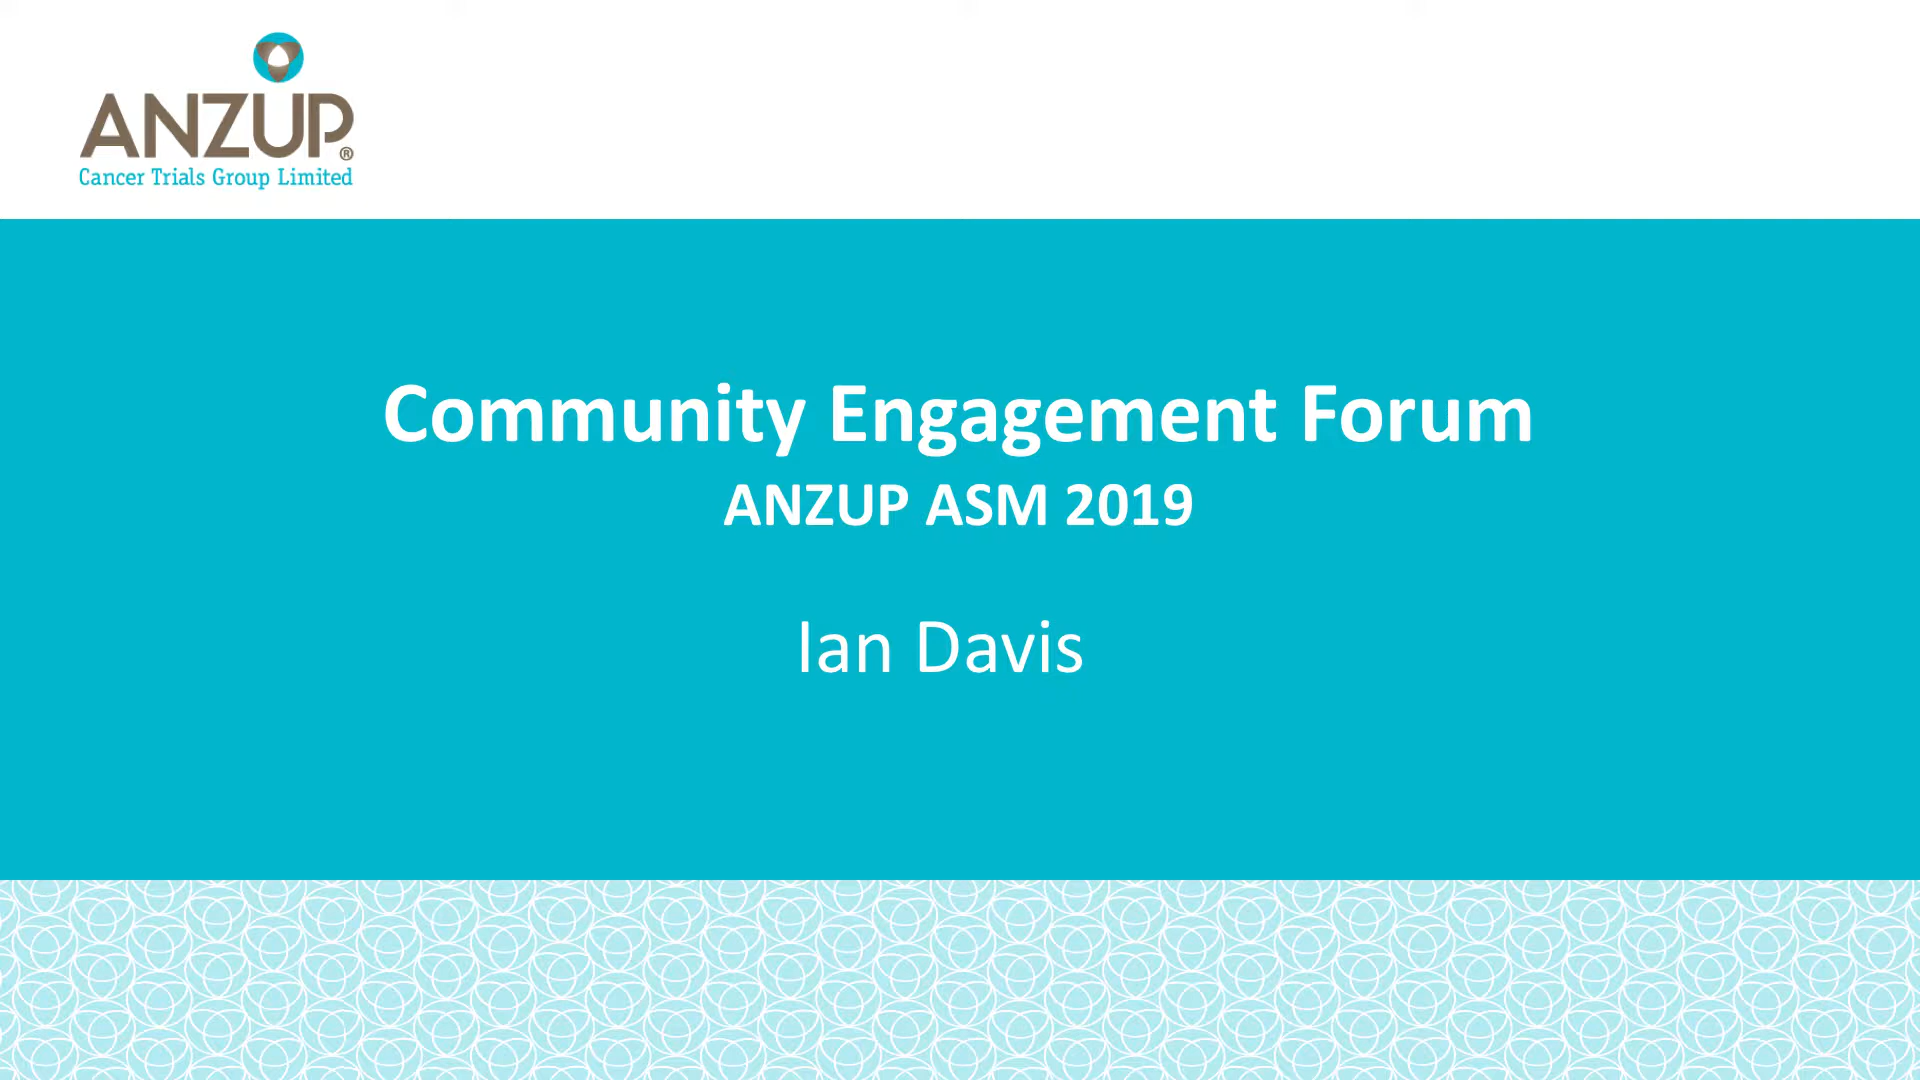 ANZUP®
Cancer Trials Group Limited
Community Engagement Forum
ANZUP ASM 2019
Ian Davis